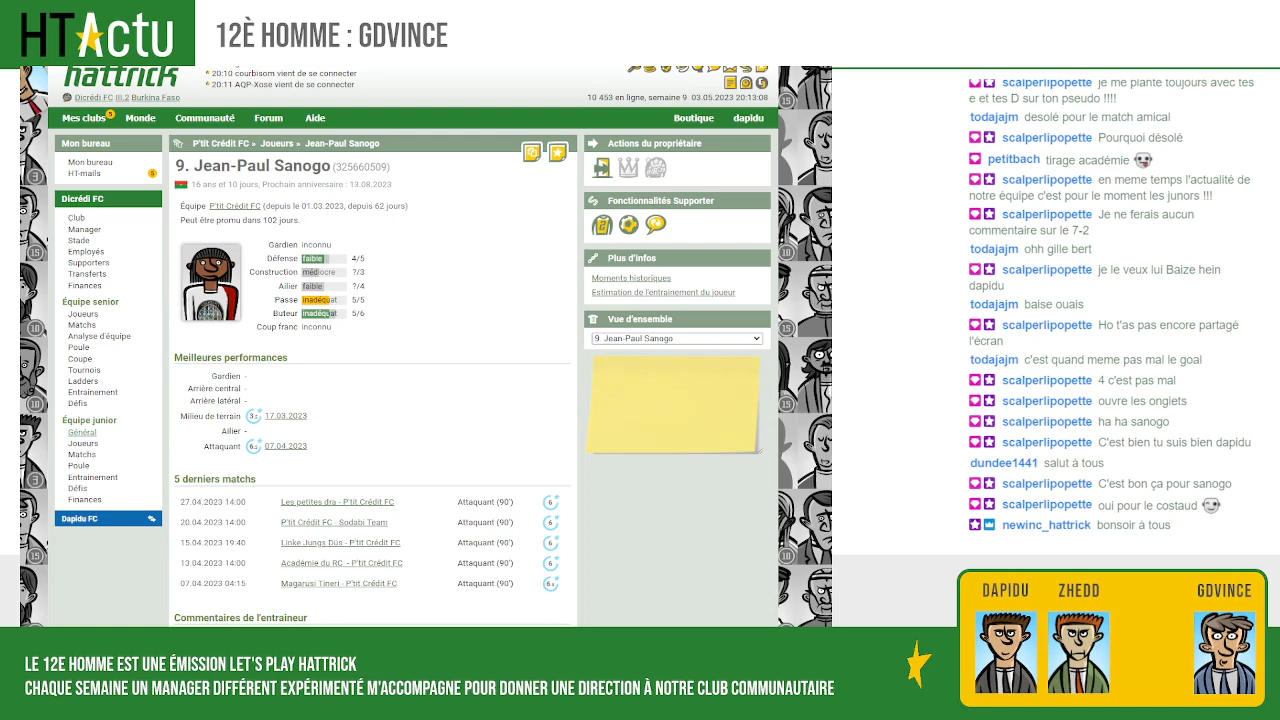 HTActu
12È HOMME : GDVINCE
hattrick
20:10 courbisom vient de se connecter
20:11 AQP-Xose vient de se connecter
Dicrédi FC III.2 Burkina Faso
10 453 en ligne, semaine 9 03.05.2023 20:13:08
Mes clubs 5 Monde Communauté Forum Aide Boutique dapidu
Mon bureau
Mon bureau
HT-mails 5
Dicrédi FC
Club
Manager
Stade
Employés
Supporters
Transferts
Finances
Équipe senior
Joueurs
Matchs
Analyse d'équipe
Poule
Coupe
Tournois
Ladders
Entrainement
Défis
Équipe junior
Général
Joueurs
Matchs
Poule
Entrainement
Défis
Finances
Dapidu FC
P'tit Crédit FC » Joueurs » Jean-Paul Sanogo
9. Jean-Paul Sanogo (325660509)
16 ans et 10 jours, Prochain anniversaire : 13.08.2023
Équipe P'tit Crédit FC (depuis le 01.03.2023, depuis 62 jours)
Peut être promu dans 102 jours.
Gardien inconnu
Défense faible 4/5
Construction médiocre ?/3
Ailier faible ?/4
Passe inadéquat 5/5
Buteur inadéquat 5/6
Coup franc inconnu
Meilleures performances
Gardien -
Arrière central -
Arrière latéral -
Milieu de terrain 17.03.2023
Ailier -
Attaquant 07.04.2023
5 derniers matchs
27.04.2023 14:00 Les petites dra - P'tit Crédit FC Attaquant (90') 6
20.04.2023 14:00 P'tit Crédit FC - Sodabi Team Attaquant (90') 6
15.04.2023 19:40 Linke Jungs Düs - P'tit Crédit FC Attaquant (90') 6
13.04.2023 14:00 Académie du RC - P'tit Crédit FC Attaquant (90') 6
07.04.2023 04:15 Magarusi Tineri - P'tit Crédit FC Attaquant (90')
Commentaires de l'entraineur
Actions du propriétaire
Fonctionnalités Supporter
Plus d'infos
Moments historiques
Estimation de l'entrainement du joueur
Vue d'ensemble
9. Jean-Paul Sanogo
scalperlipopette je me plante toujours avec tes
e et tes D sur ton pseudo !!!!
todajajm desolé pour le match amical
scalperlipopette Pourquoi désolé
petitbach tirage académie
scalperlipopette en meme temps l'actualité de
notre équipe c'est pour le moment les junors !!!
scalperlipopette Je ne ferais aucun
commentaire sur le 7-2
todajajm ohh gille bert
scalperlipopette je le veux lui Baize hein
dapidu
todajajm baise ouais
scalperlipopette Ho t'as pas encore partagé
l'écran
todajajm c'est quand meme pas mal le goal
scalperlipopette 4 c'est pas mal
scalperlipopette ouvre les onglets
scalperlipopette ha ha sanogo
scalperlipopette C'est bien tu suis bien dapidu
dundee1441 salut à tous
scalperlipopette C'est bon ça pour sanogo
scalperlipopette oui pour le costaud
newinc_hattrick bonsoir à tous
DAPIDU ZHEDD GDVINCE
LE 12E HOMME EST UNE ÉMISSION LET'S PLAY HATTRICK
CHAQUE SEMAINE UN MANAGER DIFFÉRENT EXPÉRIMENTÉ M'ACCOMPAGNE POUR DONNER UNE DIRECTION À NOTRE CLUB COMMUNAUTAIRE